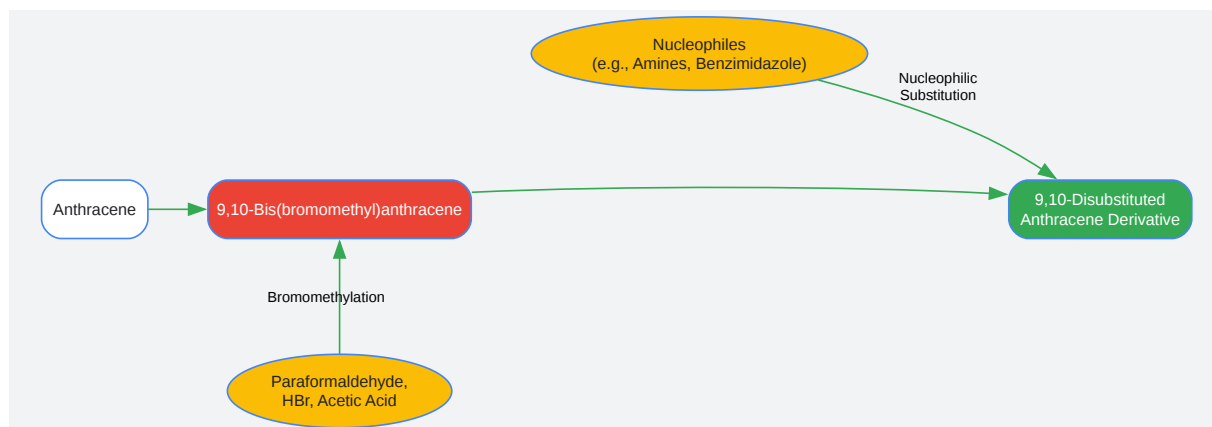 Nucleophiles
(e.g., Amines, Benzimidazole)
Nucleophilic
Substitution
Anthracene
9,10-Bis(bromomethyl)anthracene
9,10-Disubstituted
Anthracene Derivative
Bromomethylation
Paraformaldehyde,
HBr, Acetic Acid